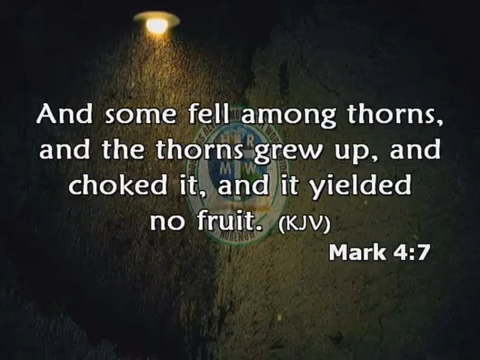 And some fell among thorns,
and the thorns grew up, and
choked it, and it yielded
no fruit. (KJV)
Mark 4:7